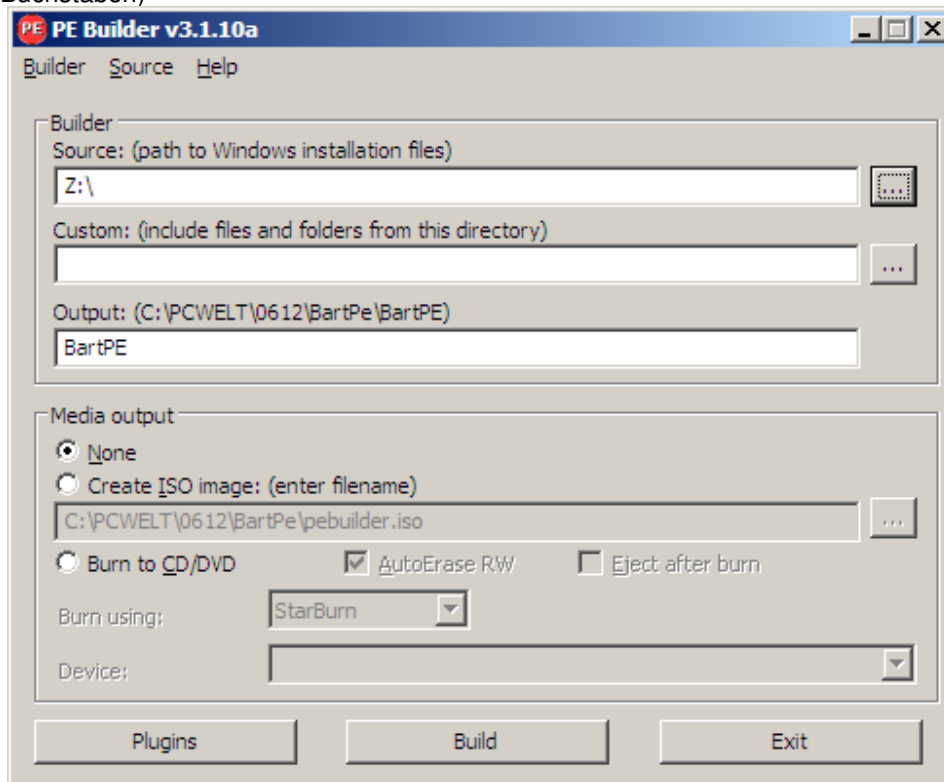 Buchstaben)
PE PE Builder v3.1.10a
Builder Source Help
Builder
Source: (path to Windows installation files)
Z:\
...
Custom: (include files and folders from this directory)
...
Output: (C:\PCWELT\0612\BartPe\BartPE)
BartPE
Media output
None
Create ISO image: (enter filename)
C:\PCWELT\0612\BartPe\pebuilder.iso
...
Burn to CD/DVD AutoErase RW Eject after burn
Burn using: StarBurn
Device:
Plugins Build Exit